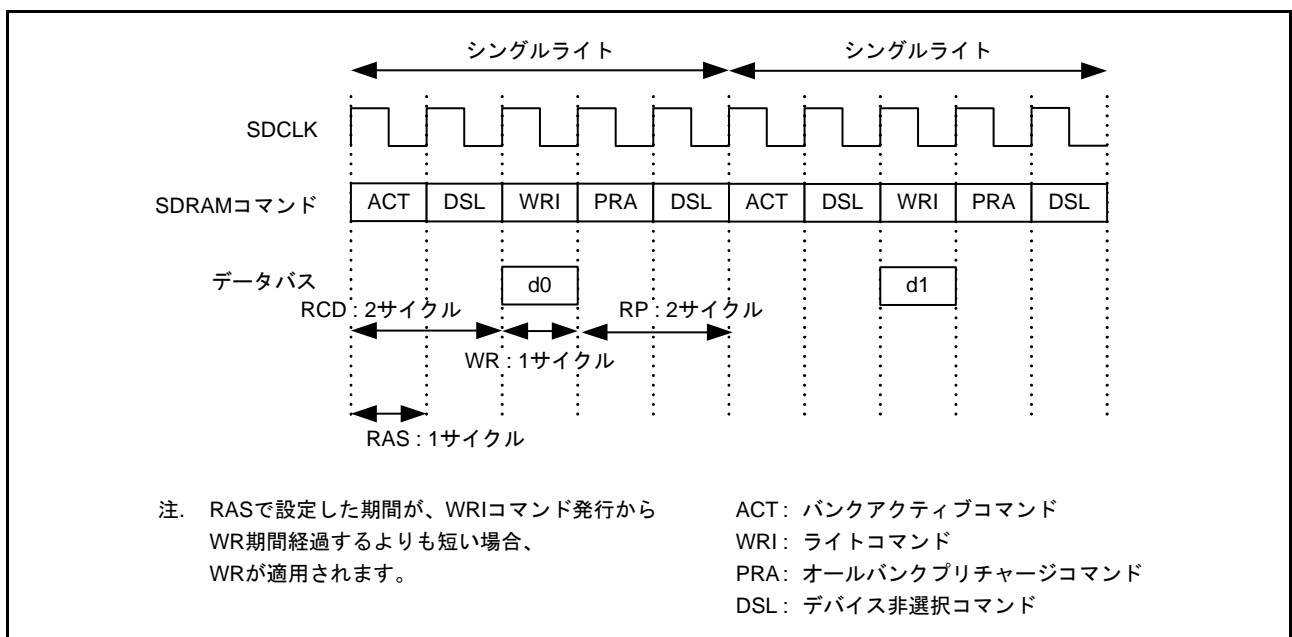 シングルライト シングルライト
SDCLK
SDRAMコマンド ACT DSL WRI PRA DSL ACT DSL WRI PRA DSL
データバス d0 d1
RCD : 2サイクル RP : 2サイクル
WR : 1サイクル
RAS : 1サイクル
注. RASで設定した期間が、WRIコマンド発行から
WR期間経過するよりも短い場合、
WRが適用されます。
ACT : バンクアクティブコマンド
WRI : ライトコマンド
PRA : オールバンクプリチャージコマンド
DSL : デバイス非選択コマンド